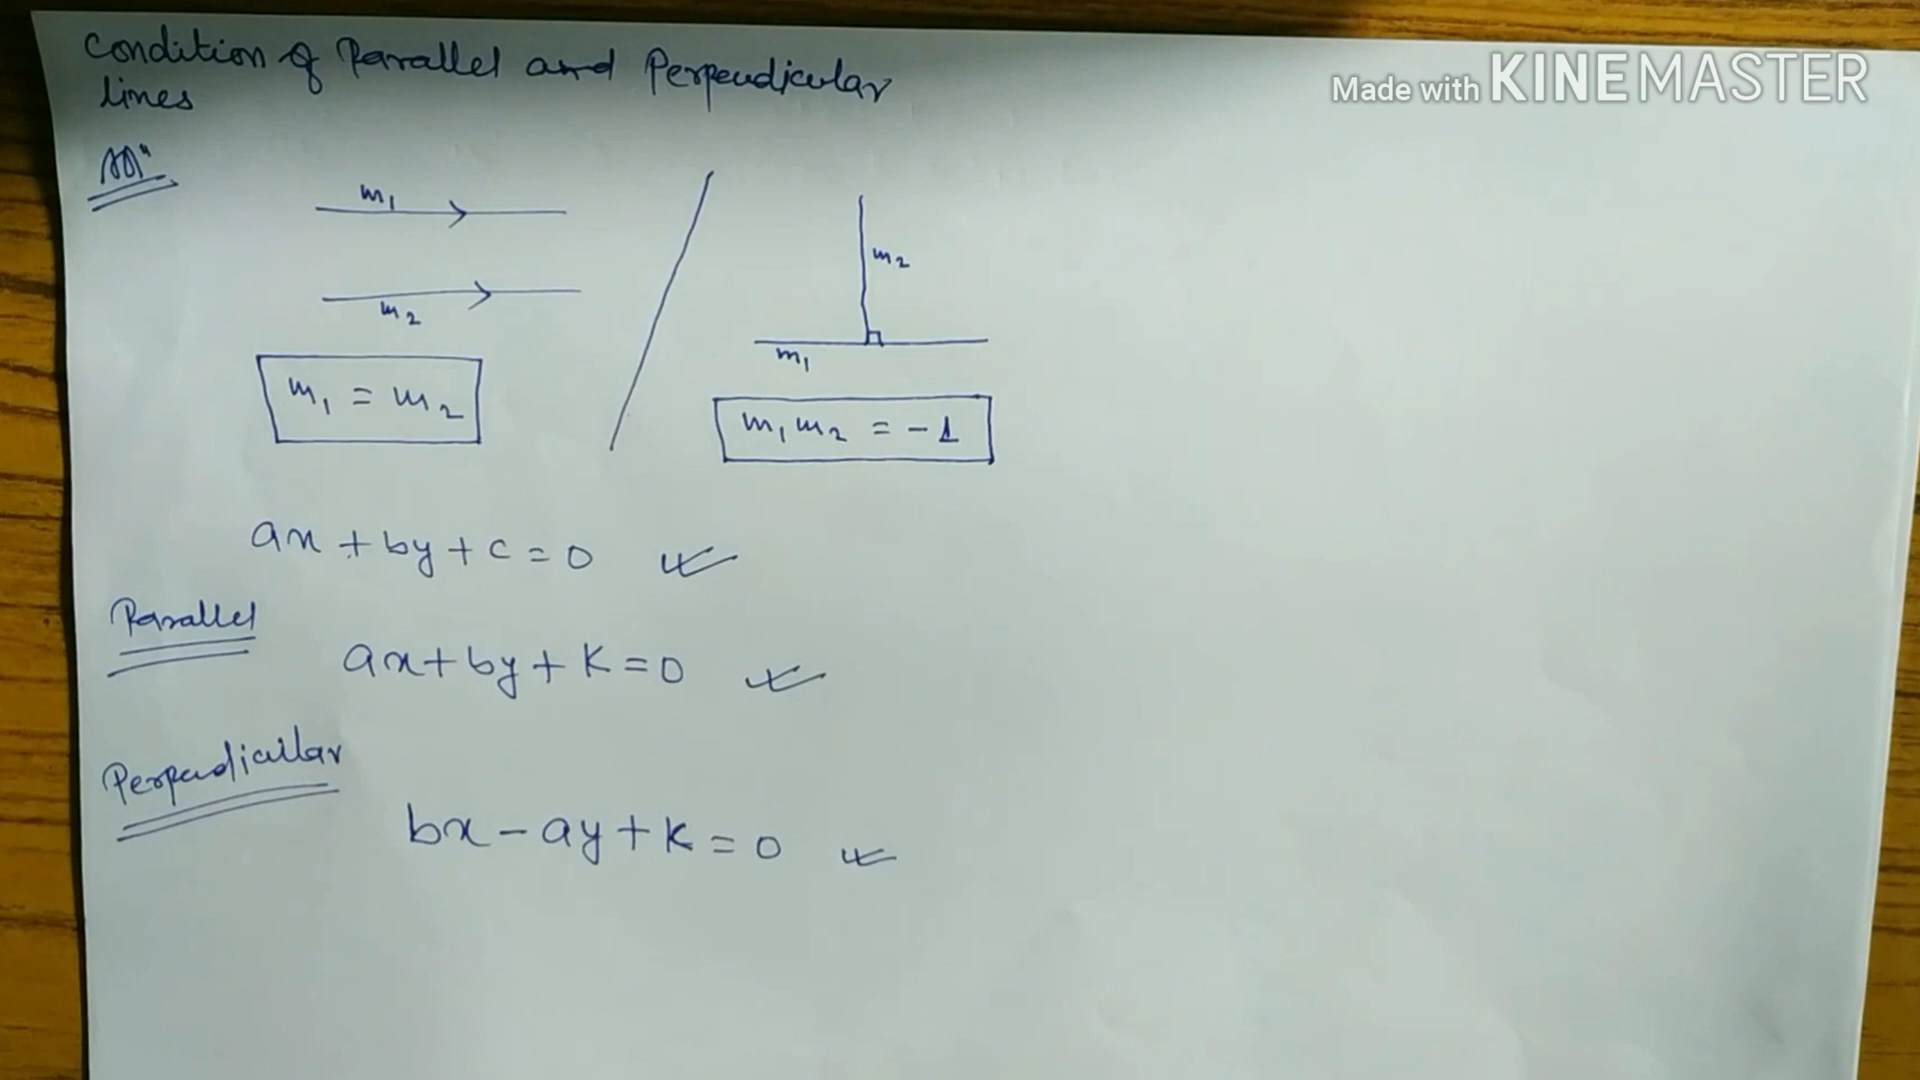 Condition of Parallel and Perpendicular
lines
Made with KINEMASTER
Solⁿ
m₁
m₂
m₁ = m₂
m₂
m₁
m₁m₂ = -1
ax + by + c = 0
Parallel
ax + by + K = 0
Perpendicular
bx - ay + K = 0